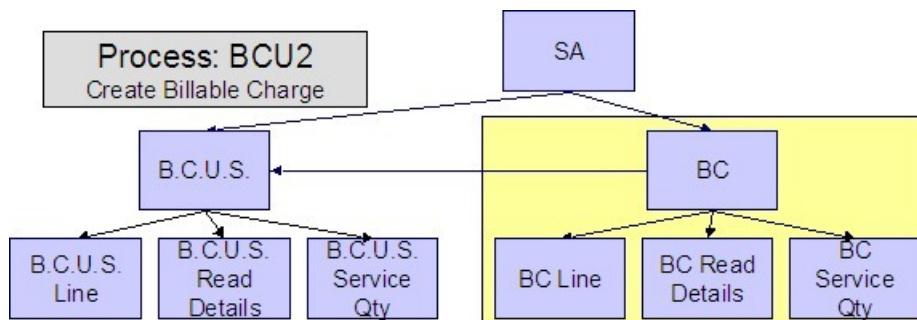 Process: BCU2
Create Billable Charge
SA
B.C.U.S.
BC
B.C.U.S.
Line
B.C.U.S.
Read
Details
B.C.U.S.
Service
Qty
BC Line
BC Read
Details
BC
Service
Qty